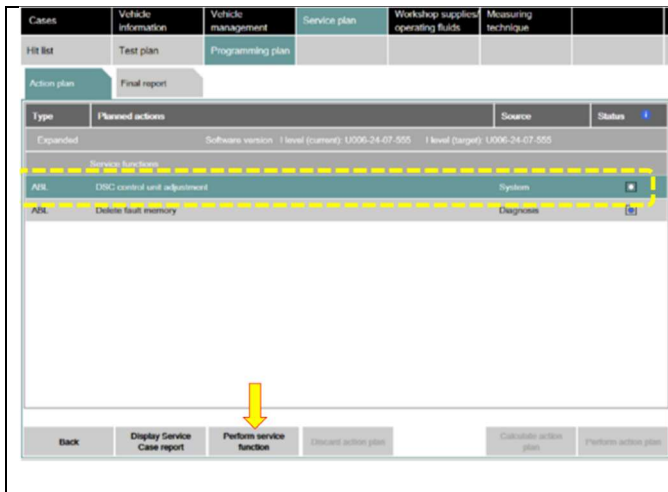 Cases
Vehicle information
Vehicle management
Service plan
Workshop supplies/ operating fluids
Measuring technique
Hit list
Test plan
Programming plan
Action plan
Final report
Type Planned actions Source Status
Expanded Software version I level (current): U006-24-07-555 I level (target): U006-24-07-555
Service functions
ABL DSC control unit adjustment System
ABL Delete fault memory Diagnosis
Back
Display Service Case report
Perform service function
Discard action plan
Calculate action plan
Perform action plan